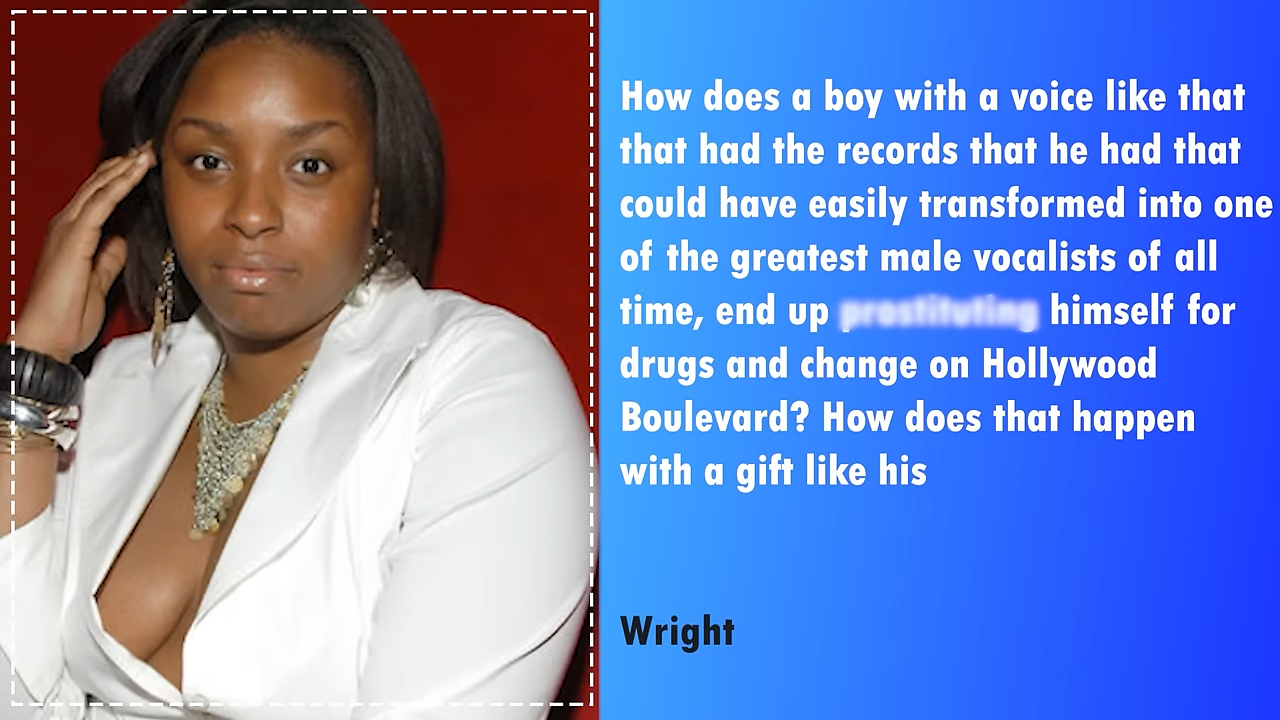 How does a boy with a voice like that
that had the records that he had that
could have easily transformed into one
of the greatest male vocalists of all
time, end up prostituting himself for
drugs and change on Hollywood
Boulevard? How does that happen
with a gift like his
Wright